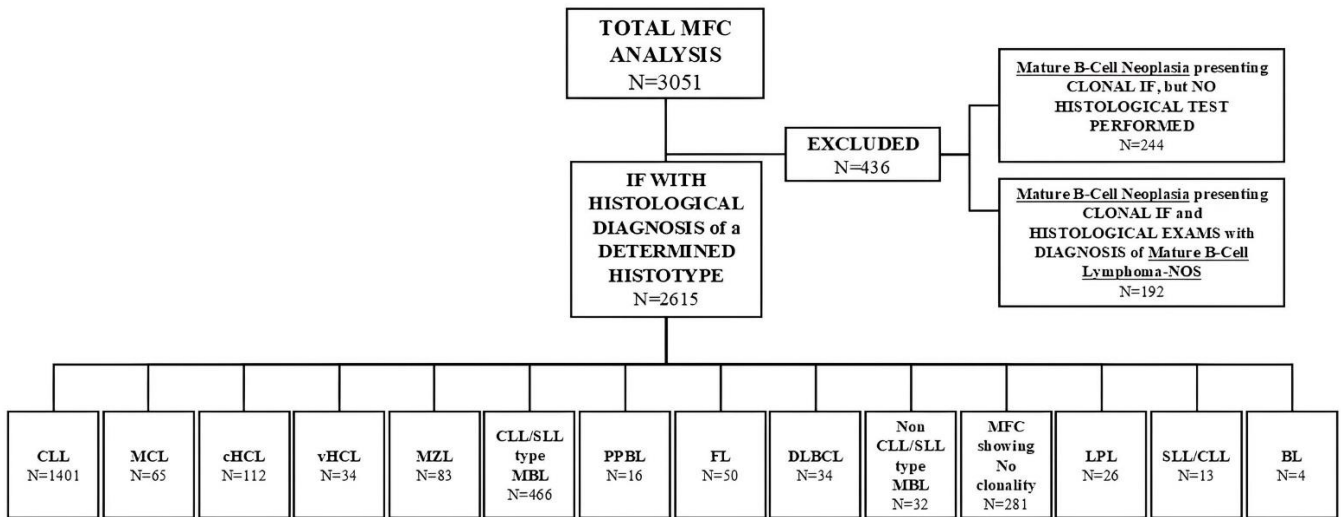 TOTAL MFC
ANALYSIS
N=3051
EXCLUDED
N=436
Mature B-Cell Neoplasia presenting
CLONAL IF, but NO
HISTOLOGICAL TEST
PERFORMED
N=244
Mature B-Cell Neoplasia presenting
CLONAL IF and
HISTOLOGICAL EXAMS with
DIAGNOSIS of Mature B-Cell
Lymphoma-NOS
N=192
IF WITH
HISTOLOGICAL
DIAGNOSIS of a
DETERMINED
HISTOTYPE
N=2615
CLL
N=1401
MCL
N=65
cHCL
N=112
vHCL
N=34
MZL
N=83
CLL/SLL
type
MBL
N=466
PPBL
N=16
FL
N=50
DLBCL
N=34
Non
CLL/SLL
type
MBL
N=32
MFC
showing
No
clonality
N=281
LPL
N=26
SLL/CLL
N=13
BL
N=4